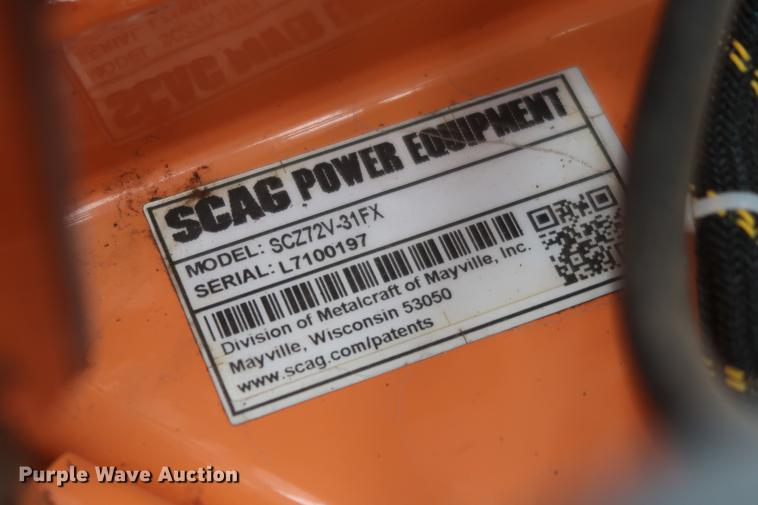 SCAG POWER EQUIPMENT
MODEL: SCZ72V-31FX
SERIAL: L7100197
Division of Metalcraft of Mayville, Inc.
Mayville, Wisconsin 53050
www.scag.com/patents
Purple Wave Auction